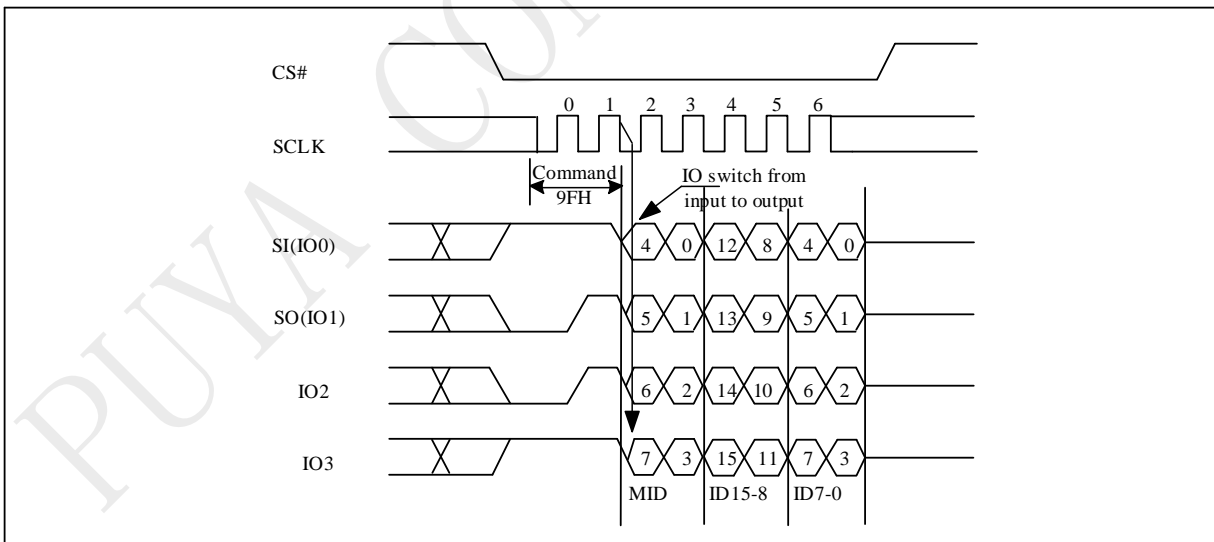 CS#
0 1 2 3 4 5 6
SCLK
Command
9FH
IO switch from
input to output
SI(IO0)
4 0 12 8 4 0
SO(IO1)
5 1 13 9 5 1
IO2
6 2 14 10 6 2
IO3
7 3 15 11 7 3
MID ID15-8 ID7-0
PUYA CON